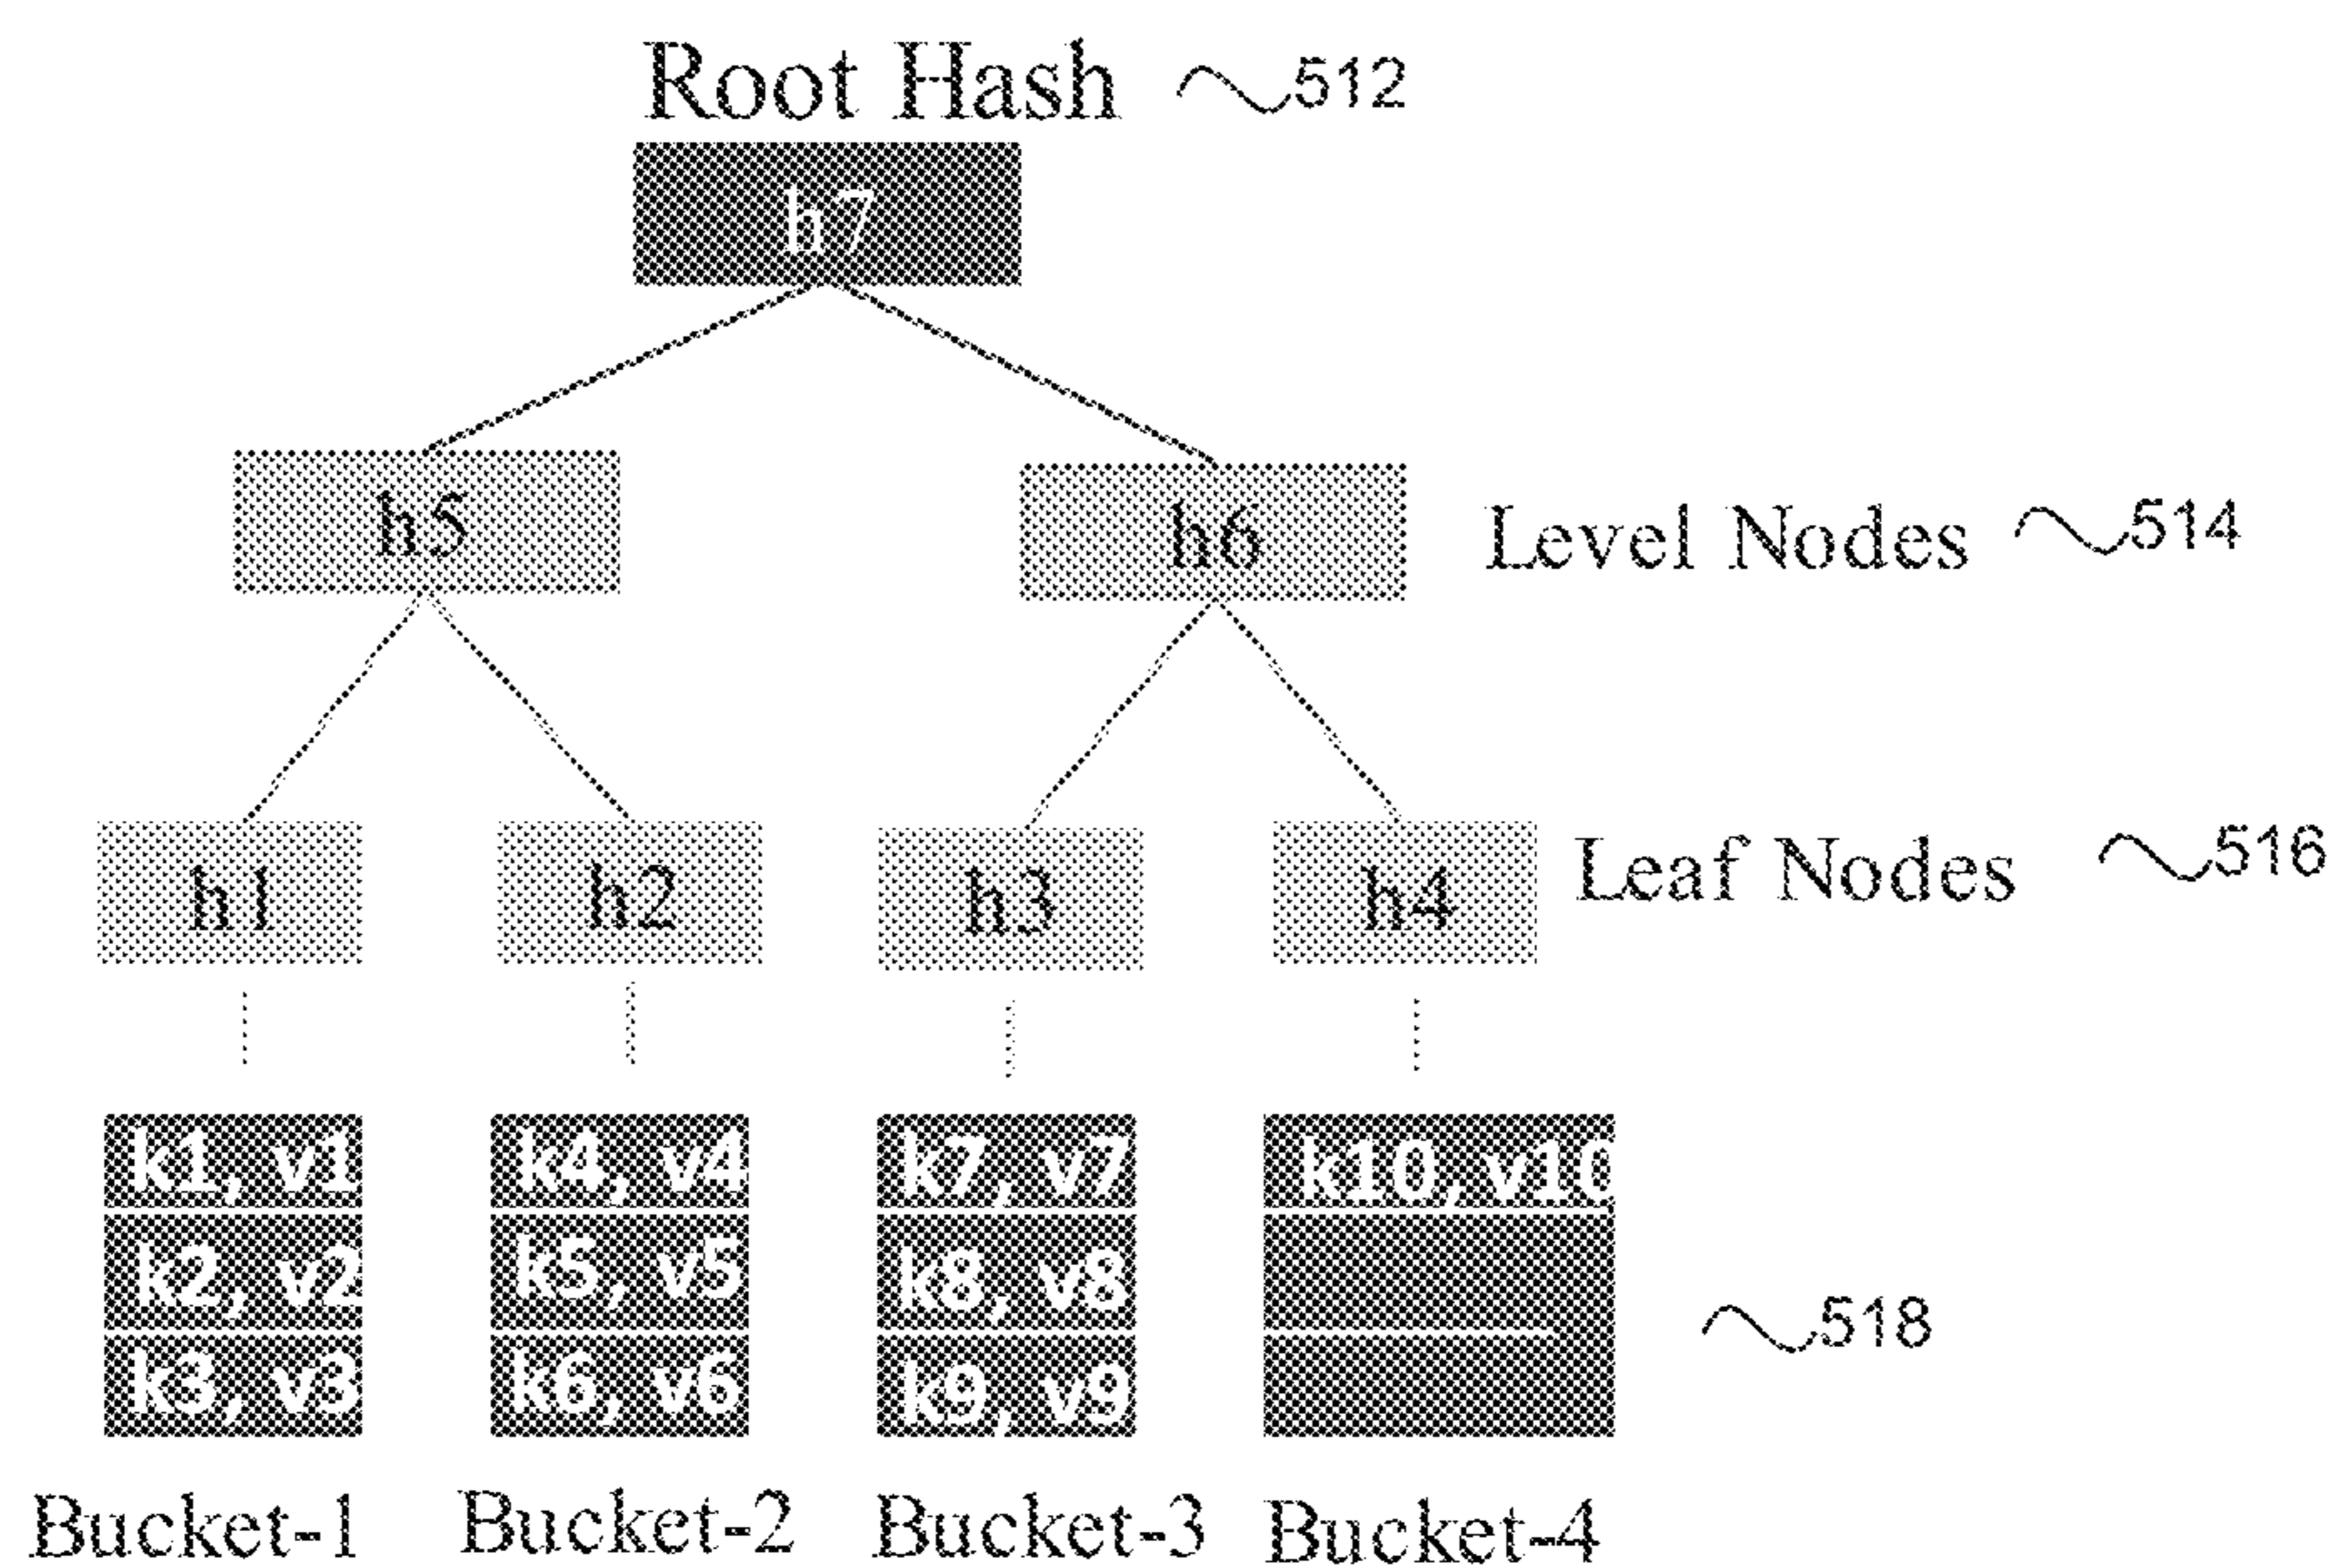 Root Hash 512
h7
h5 h6 Level Nodes 514
h1 h2 h3 h4 Leaf Nodes 516
k1, v1 k4, v4 k7, v7 k10, v10
k2, v2 k5, v5 k8, v8
518
k3, v3 k6, v6 k9, v9
Bucket-1 Bucket-2 Bucket-3 Bucket-4